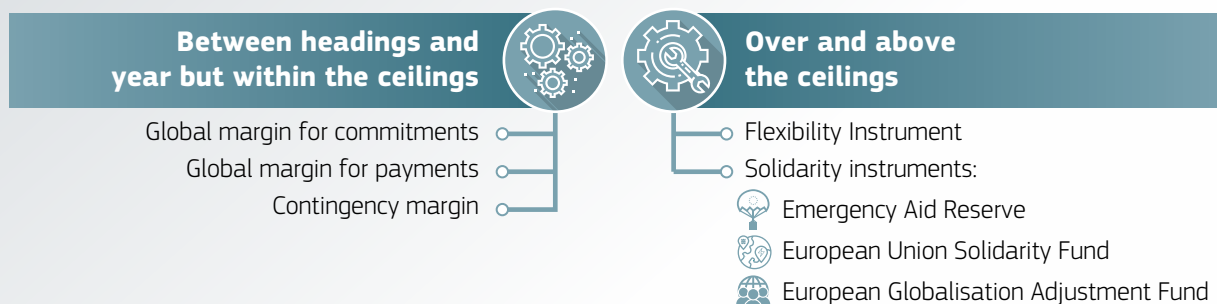 Between headings and
year but within the ceilings
Global margin for commitments
Global margin for payments
Contingency margin
Over and above
the ceilings
Flexibility Instrument
Solidarity instruments:
Emergency Aid Reserve
European Union Solidarity Fund
European Globalisation Adjustment Fund